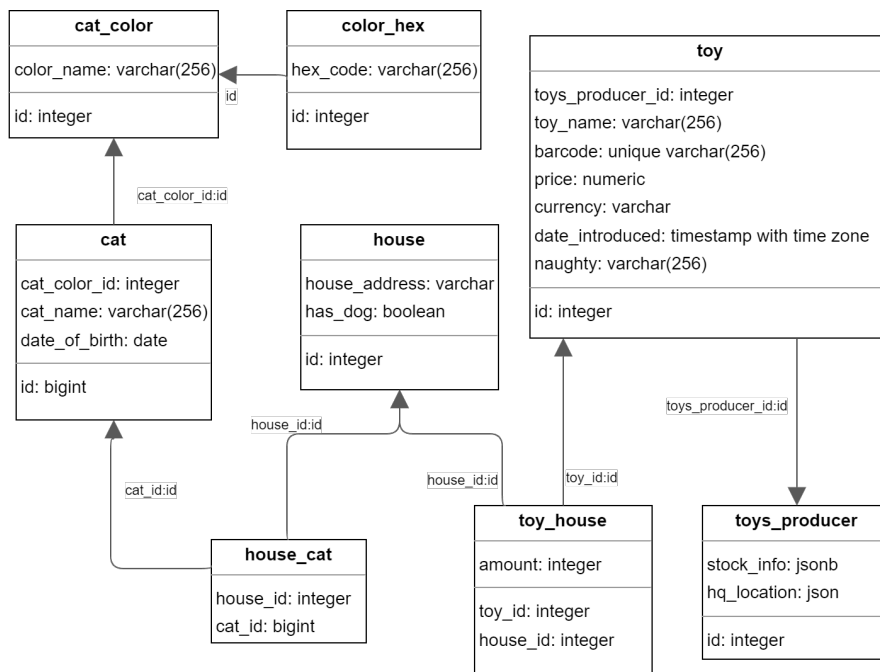 cat_color
color_name: varchar(256)
id: integer
color_hex
hex_code: varchar(256)
id: integer
id
toy
toys_producer_id: integer
toy_name: varchar(256)
barcode: unique varchar(256)
price: numeric
currency: varchar
date_introduced: timestamp with time zone
naughty: varchar(256)
id: integer
cat_color_id:id
cat
cat_color_id: integer
cat_name: varchar(256)
date_of_birth: date
id: bigint
house
house_address: varchar
has_dog: boolean
id: integer
toys_producer_id:id
house_id:id
cat_id:id
house_id:id
toy_id:id
house_cat
house_id: integer
cat_id: bigint
toy_house
amount: integer
toy_id: integer
house_id: integer
toys_producer
stock_info: jsonb
hq_location: json
id: integer